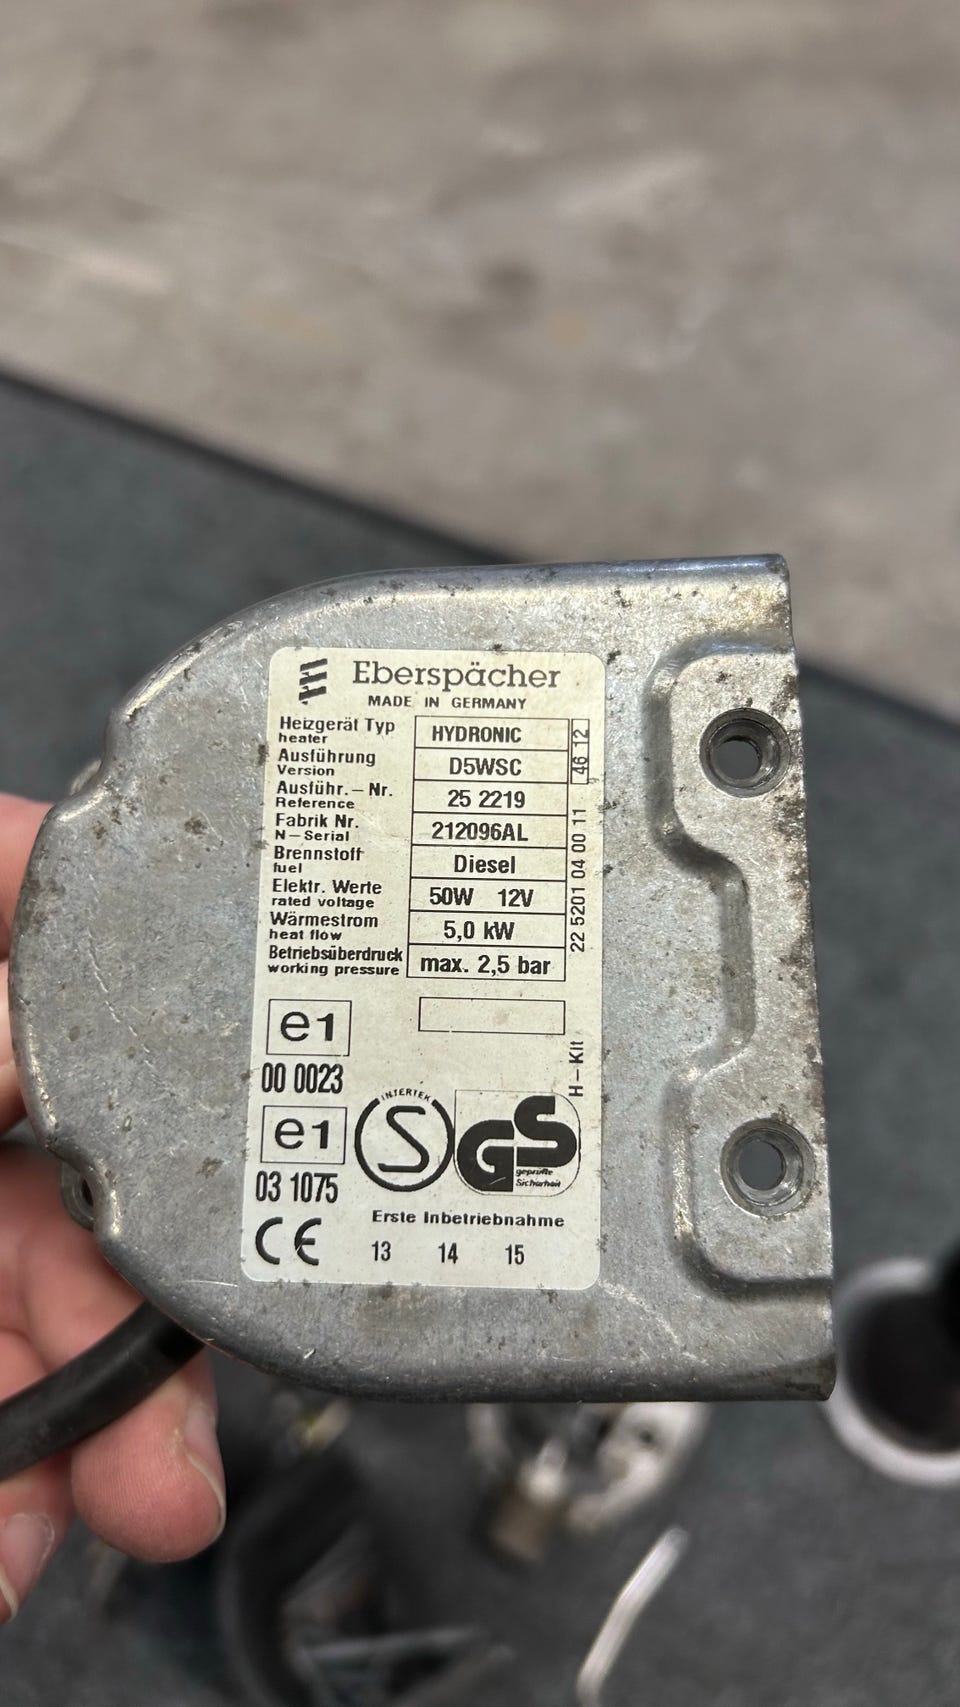 Eberspächer
MADE IN GERMANY
Heizgerät Typ
heater
HYDRONIC
Ausführung
Version
D5WSC
Ausführ.-Nr.
Reference
25 2219
Fabrik Nr.
N-Serial
212096AL
Brennstoff
fuel
Diesel
Elektr. Werte
rated voltage
50W 12V
Wärmestrom
heat flow
5,0 kW
Betriebsüberdruck
working pressure
max. 2,5 bar
46 12
22 5201 04 00 11
H-Kit
e1
00 0023
e1
03 1075
INTERTEK
S
GS
geprüfte
Sicherheit
CE
Erste Inbetriebnahme
13 14 15